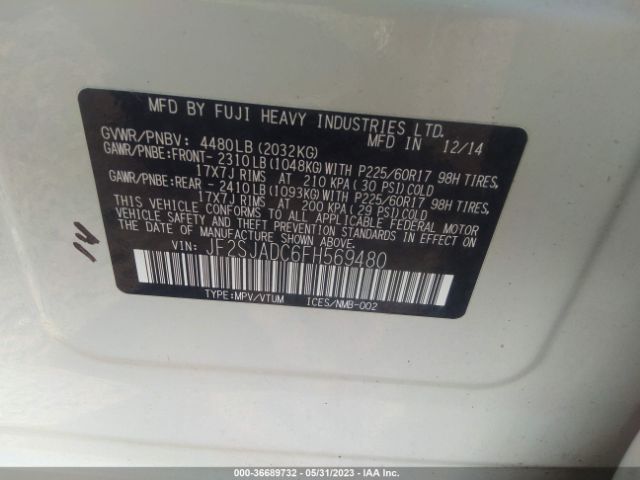 MFD BY FUJI HEAVY INDUSTRIES LTD.
MFD IN 12/14
GVWR/PNBV: 4480LB (2032KG)
GAWR/PNBE:FRONT- 2310LB (1048KG) WITH P225/60R17 98H TIRES,
17X7J RIMS AT 210 KPA (30 PSI) COLD
GAWR/PNBE:REAR - 2410LB (1093KG) WITH P225/60R17 98H TIRES,
17X7J RIMS AT 200 KPA (29 PSI) COLD
THIS VEHICLE CONFORMS TO ALL APPLICABLE FEDERAL MOTOR
VEHICLE SAFETY AND THEFT PREVENTION STANDARDS IN EFFECT ON
THE DATE OF MANUFACTURE SHOWN ABOVE.
VIN: JF2SJADC6FH569480
TYPE:MPV/VTUM ICES/NMB-002
000-36689732 - 05/31/2023 - IAA Inc.